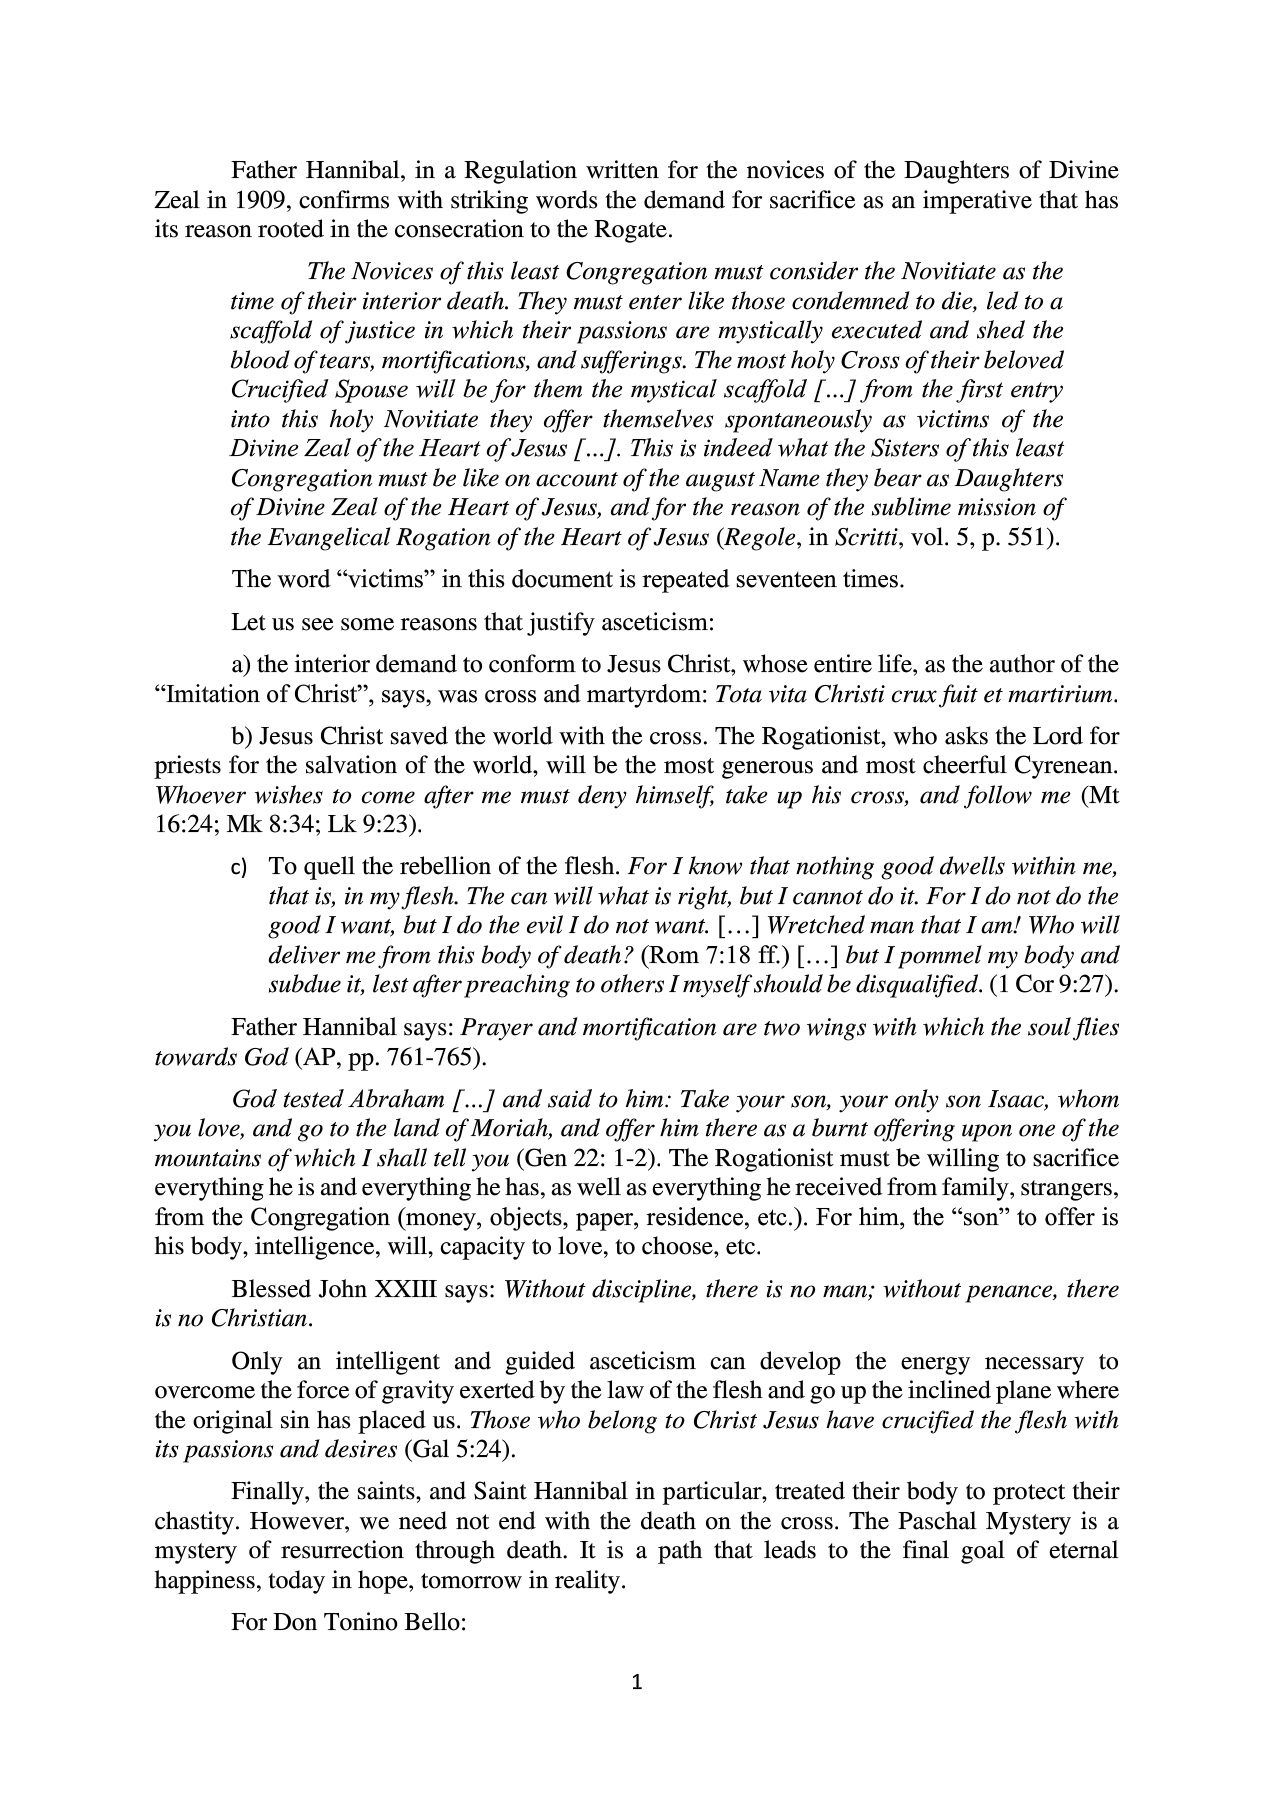 Father Hannibal, in a Regulation written for the novices of the Daughters of Divine
Zeal in 1909, confirms with striking words the demand for sacrifice as an imperative that has
its reason rooted in the consecration to the Rogate.
The Novices of this least Congregation must consider the Novitiate as the
time of their interior death. They must enter like those condemned to die, led to a
scaffold of justice in which their passions are mystically executed and shed the
blood of tears, mortifications, and sufferings. The most holy Cross of their beloved
Crucified Spouse will be for them the mystical scaffold [...] from the first entry
into this holy Novitiate they offer themselves spontaneously as victims of the
Divine Zeal of the Heart of Jesus [...]. This is indeed what the Sisters of this least
Congregation must be like on account of the august Name they bear as Daughters
of Divine Zeal of the Heart of Jesus, and for the reason of the sublime mission of
the Evangelical Rogation of the Heart of Jesus (Regole, in Scritti, vol. 5, p. 551).
The word “victims” in this document is repeated seventeen times.
Let us see some reasons that justify asceticism:
a) the interior demand to conform to Jesus Christ, whose entire life, as the author of the
“Imitation of Christ”, says, was cross and martyrdom: Tota vita Christi crux fuit et martirium.
b) Jesus Christ saved the world with the cross. The Rogationist, who asks the Lord for
priests for the salvation of the world, will be the most generous and most cheerful Cyrenean.
Whoever wishes to come after me must deny himself, take up his cross, and follow me (Mt
16:24; Mk 8:34; Lk 9:23).
c) To quell the rebellion of the flesh. For I know that nothing good dwells within me,
that is, in my flesh. The can will what is right, but I cannot do it. For I do not do the
good I want, but I do the evil I do not want. […] Wretched man that I am! Who will
deliver me from this body of death? (Rom 7:18 ff.) […] but I pommel my body and
subdue it, lest after preaching to others I myself should be disqualified. (1 Cor 9:27).
Father Hannibal says: Prayer and mortification are two wings with which the soul flies
towards God (AP, pp. 761-765).
God tested Abraham [...] and said to him: Take your son, your only son Isaac, whom
you love, and go to the land of Moriah, and offer him there as a burnt offering upon one of the
mountains of which I shall tell you (Gen 22: 1-2). The Rogationist must be willing to sacrifice
everything he is and everything he has, as well as everything he received from family, strangers,
from the Congregation (money, objects, paper, residence, etc.). For him, the “son” to offer is
his body, intelligence, will, capacity to love, to choose, etc.
Blessed John XXIII says: Without discipline, there is no man; without penance, there
is no Christian.
Only an intelligent and guided asceticism can develop the energy necessary to
overcome the force of gravity exerted by the law of the flesh and go up the inclined plane where
the original sin has placed us. Those who belong to Christ Jesus have crucified the flesh with
its passions and desires (Gal 5:24).
Finally, the saints, and Saint Hannibal in particular, treated their body to protect their
chastity. However, we need not end with the death on the cross. The Paschal Mystery is a
mystery of resurrection through death. It is a path that leads to the final goal of eternal
happiness, today in hope, tomorrow in reality.
For Don Tonino Bello:
1